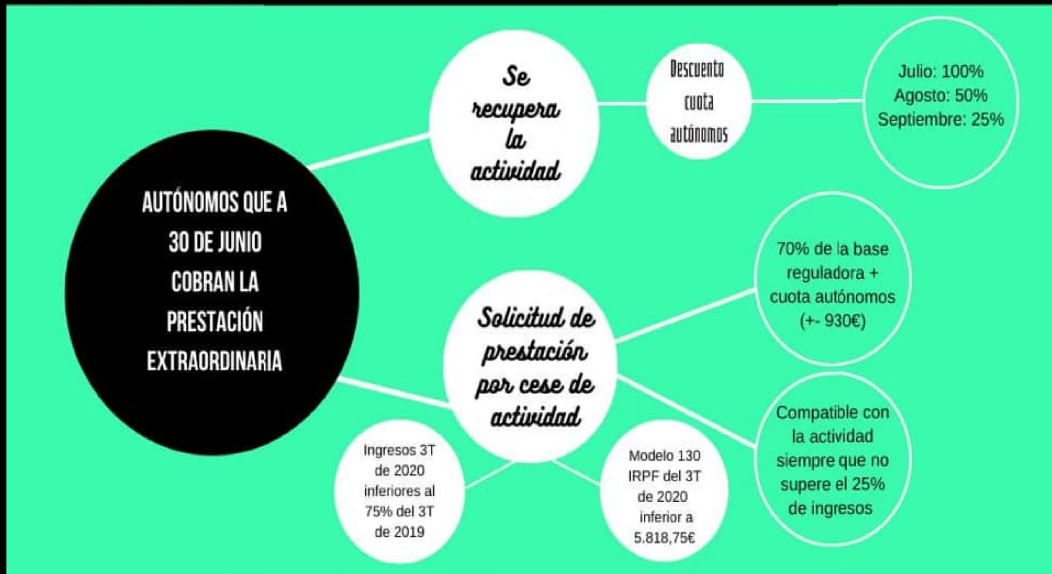 AUTÓNOMOS QUE A
30 DE JUNIO
COBRAN LA
PRESTACIÓN
EXTRAORDINARIA
Se
recupera
la
actividad
Descuento
cuota
autónomos
Julio: 100%
Agosto: 50%
Septiembre: 25%
Solicitud de
prestación
por cese de
actividad
70% de la base
reguladora +
cuota autónomos
(+- 930€)
Compatible con
la actividad
siempre que no
supere el 25%
de ingresos
Ingresos 3T
de 2020
inferiores al
75% del 3T
de 2019
Modelo 130
IRPF del 3T
de 2020
inferior a
5.818,75€